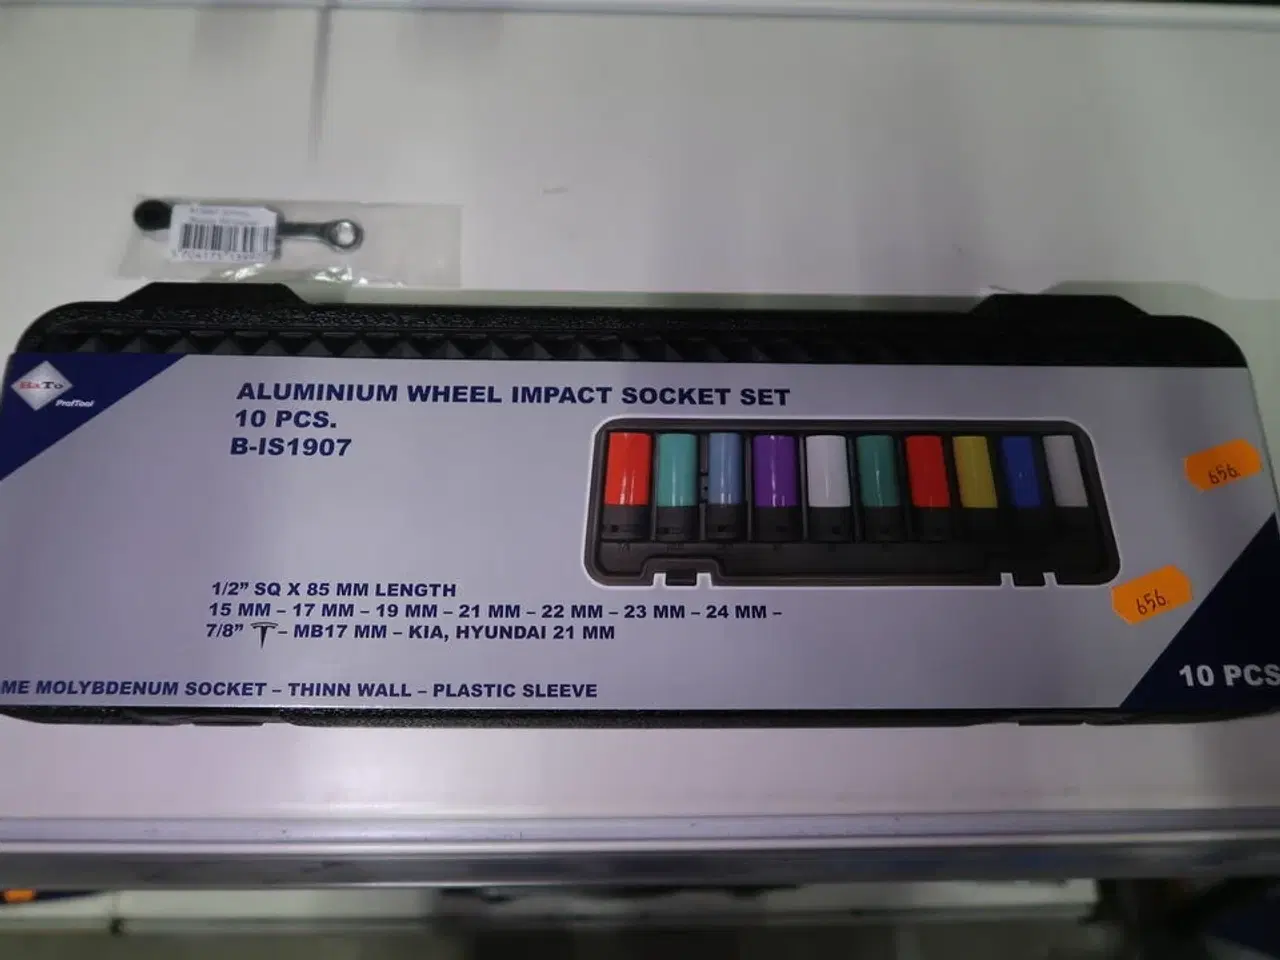 BaTo
ProfTool
ALUMINIUM WHEEL IMPACT SOCKET SET
10 PCS.
B-IS1907
656.
656.
1/2” SQ X 85 MM LENGTH
15 MM – 17 MM – 19 MM – 21 MM – 22 MM – 23 MM – 24 MM –
7/8” – MB17 MM – KIA, HYUNDAI 21 MM
10 PCS
ME MOLYBDENUM SOCKET – THINN WALL – PLASTIC SLEEVE